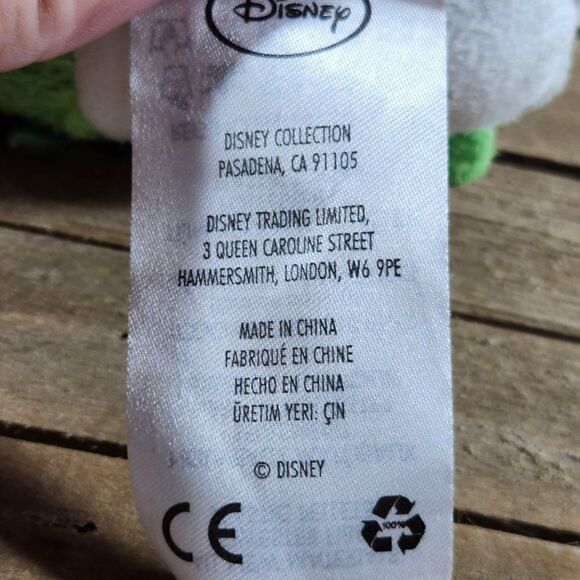 DISNEY
DISNEY COLLECTION
PASADENA, CA 91105
DISNEY TRADING LIMITED,
3 QUEEN CAROLINE STREET
HAMMERSMITH, LONDON, W6 9PE
MADE IN CHINA
FABRIQUÉ EN CHINE
HECHO EN CHINA
ÜRETIM YERI: ÇIN
© DISNEY
CE
100%